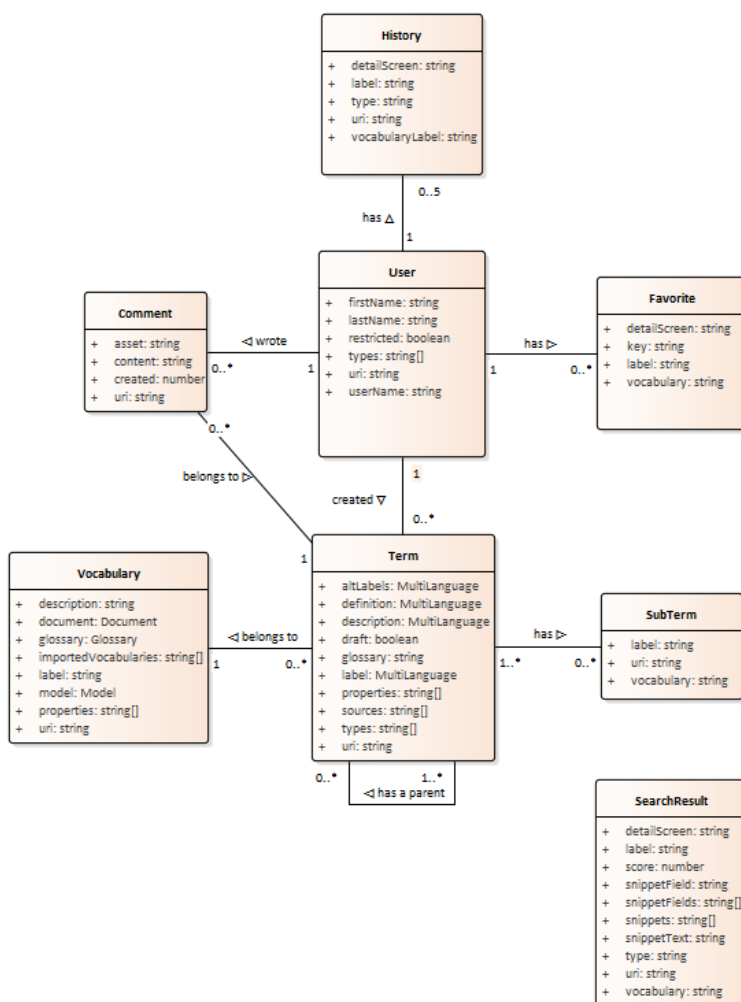 History
+ detailScreen: string
+ label: string
+ type: string
+ uri: string
+ vocabularyLabel: string
0..5
has △
1
User
+ firstName: string
+ lastName: string
+ restricted: boolean
+ types: string[]
+ uri: string
+ userName: string
Comment
+ asset: string
+ content: string
+ created: number
+ uri: string
◁ wrote
0..*
1
Favorite
+ detailScreen: string
+ key: string
+ label: string
+ vocabulary: string
has ▷
1
0..*
0..*
belongs to ▷
1
1
created ▽
0..*
Vocabulary
+ description: string
+ document: Document
+ glossary: Glossary
+ importedVocabularies: string[]
+ label: string
+ model: Model
+ properties: string[]
+ uri: string
◁ belongs to
1
0..*
Term
+ altLabels: MultiLanguage
+ definition: MultiLanguage
+ description: MultiLanguage
+ draft: boolean
+ glossary: string
+ label: MultiLanguage
+ properties: string[]
+ sources: string[]
+ types: string[]
+ uri: string
has ▷
1..*
0..*
SubTerm
+ label: string
+ uri: string
+ vocabulary: string
0..*
1..*
◁ has a parent
SearchResult
+ detailScreen: string
+ label: string
+ score: number
+ snippetField: string
+ snippetFields: string[]
+ snippets: string[]
+ snippetText: string
+ type: string
+ uri: string
+ vocabulary: string